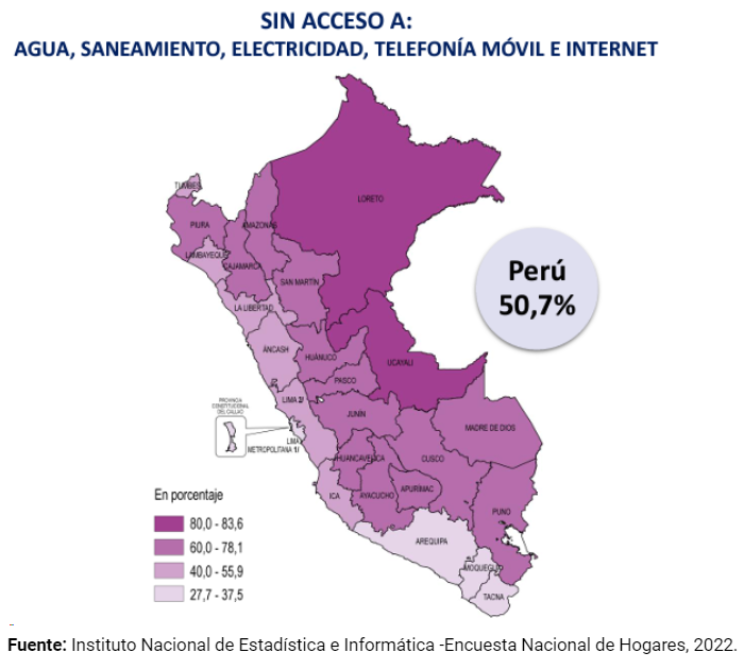 SIN ACCESO A:
AGUA, SANEAMIENTO, ELECTRICIDAD, TELEFONÍA MÓVIL E INTERNET
LORETO
TUMBES
PIURA
AMAZONAS
LAMBAYEQUE
CAJAMARCA
SAN MARTÍN
Perú
50,7%
LA LIBERTAD
ÁNCASH
HUÁNUCO
UCAYALI
PASCO
LIMA 2/
PROVINCIA
CONSTITUCIONAL
DEL CALLAO
JUNÍN
MADRE DE DIOS
LIMA
METROPOLITANA 1/
HUANCAVELICA
CUSCO
ICA
AYACUCHO
APURÍMAC
PUNO
AREQUIPA
MOQUEGUA
TACNA
En porcentaje
80,0 - 83,6
60,0 - 78,1
40,0 - 55,9
27,7 - 37,5
Fuente: Instituto Nacional de Estadística e Informática -Encuesta Nacional de Hogares, 2022.